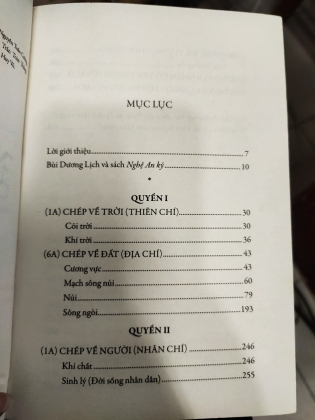 MỤC LỤC
Lời giới thiệu 7
Bùi Dương Lịch và sách Nghệ An ký 10
*
QUYỂN I
(1A) CHÉP VỀ TRỜI (THIÊN CHÍ) 30
Cõi trời 30
Khí trời 36
(6A) CHÉP VỀ ĐẤT (ĐỊA CHÍ) 43
Cương vực 43
Mạch sông núi 60
Núi 79
Sông ngòi 193
QUYỂN II
(1A) CHÉP VỀ NGƯỜI (NHÂN CHÍ) 246
Khí chất 246
Sinh lý (Đời sống nhân dân) 255